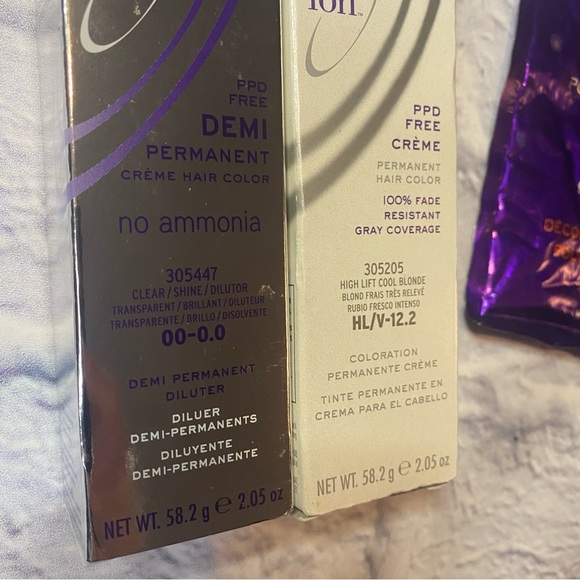 PPD
FREE
DEMI
PERMANENT
CRÈME HAIR COLOR
no ammonia
305447
CLEAR/SHINE/DILUTOR
TRANSPARENT/BRILLANT/DILUTEUR
TRANSPARENTE/BRILLO/DISOLVENTE
00-0.0
DEMI PERMANENT
DILUTER
DILUER
DEMI-PERMANENTS
DILUYENTE
DEMI-PERMANENTE
NET WT. 58.2 g e 2.05 oz
ion™
PPD
FREE
CRÈME
PERMANENT
HAIR COLOR
100% FADE
RESISTANT
GRAY COVERAGE
305205
HIGH LIFT COOL BLONDE
BLOND FRAIS TRÈS RELEVÉ
RUBIO FRESCO INTENSO
HL/V-12.2
COLORATION
PERMANENTE CRÈME
TINTE PERMANENTE EN
CREMA PARA EL CABELLO
NET WT. 58.2 g e 2.05 oz